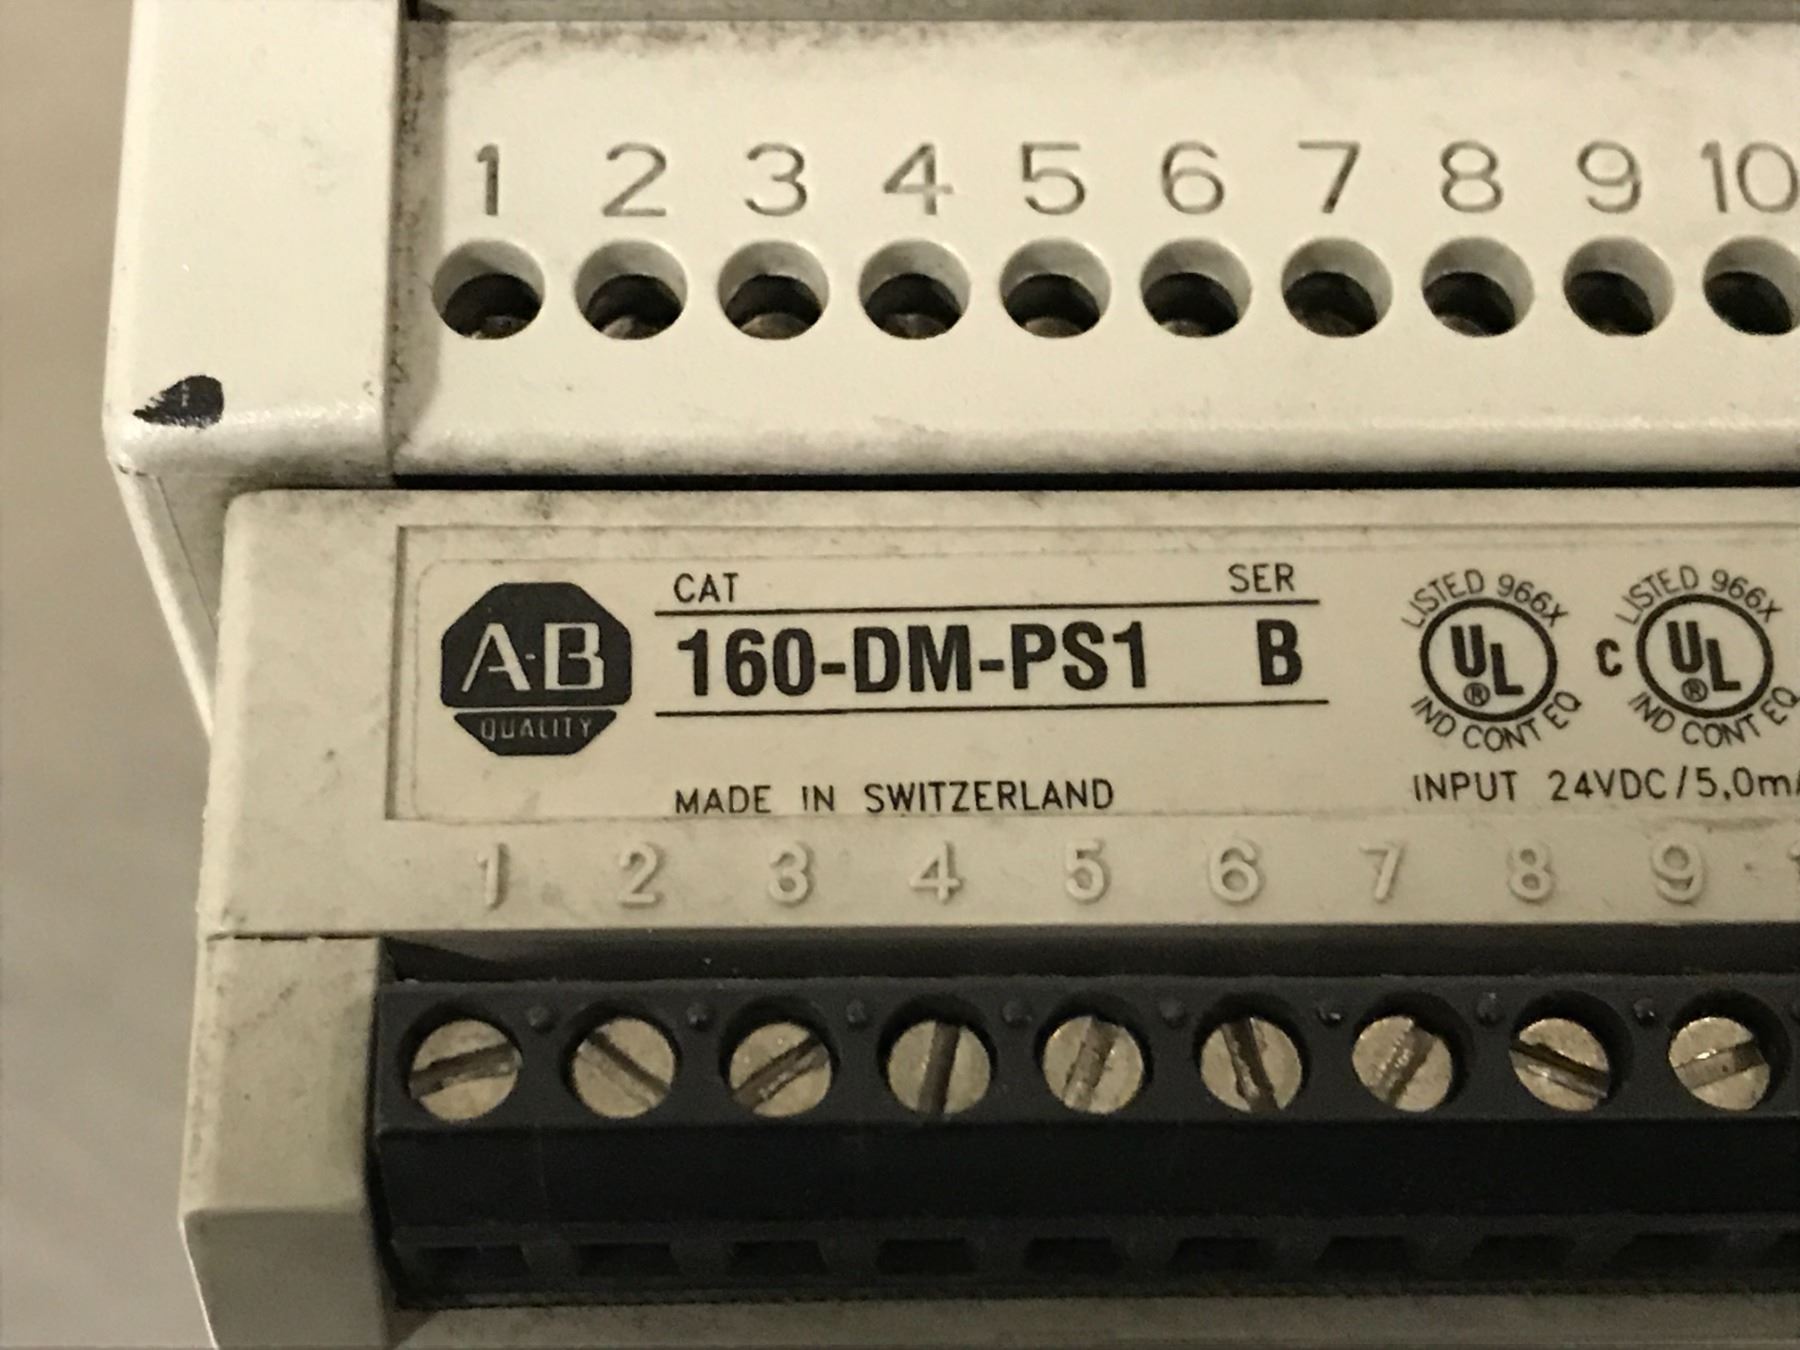 1 2 3 4 5 6 7 8 9 10
CAT SER
A-B 160-DM-PS1 B
QUALITY
LISTED 966X
UL
®
IND CONT EQ
C
LISTED 966X
UL
®
IND CONT EQ
MADE IN SWITZERLAND INPUT 24VDC/5,0m
1 2 3 4 5 6 7 8 9